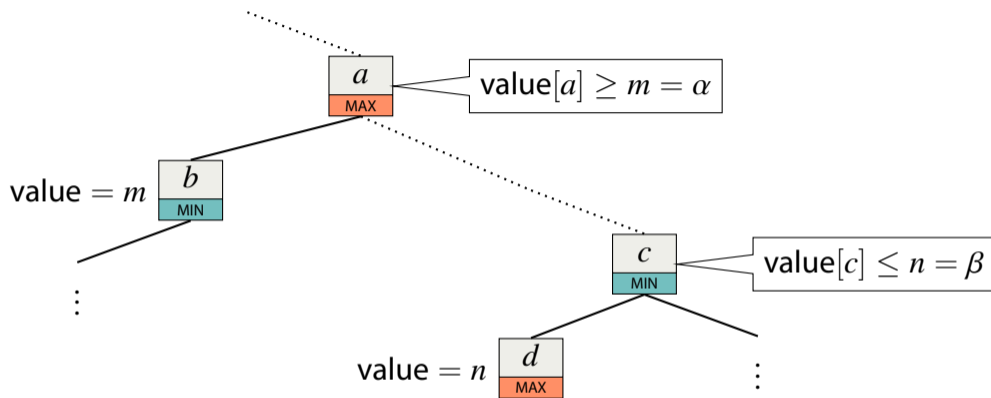 a
MAX
value[a] ≥ m = α
value = m
b
MIN
⋮
c
MIN
value[c] ≤ n = β
value = n
d
MAX
⋮